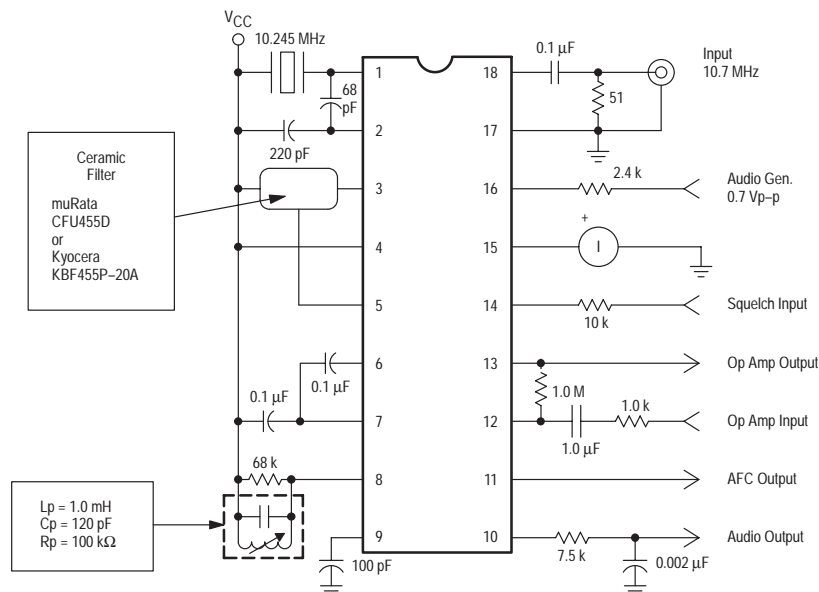 VCC
10.245 MHz
0.1 µF
Input
10.7 MHz
1
18
68
pF
51
2
17
220 pF
Ceramic
Filter
muRata
CFU455D
or
Kyocera
KBF455P–20A
3
16
2.4 k
Audio Gen.
0.7 Vp–p
4
15
+
I
5
14
10 k
Squelch Input
6
13
Op Amp Output
0.1 µF
0.1 µF
1.0 M
7
12
1.0 k
Op Amp Input
1.0 µF
68 k
8
11
AFC Output
Lp = 1.0 mH
Cp = 120 pF
Rp = 100 kΩ
9
10
Audio Output
100 pF
7.5 k
0.002 µF